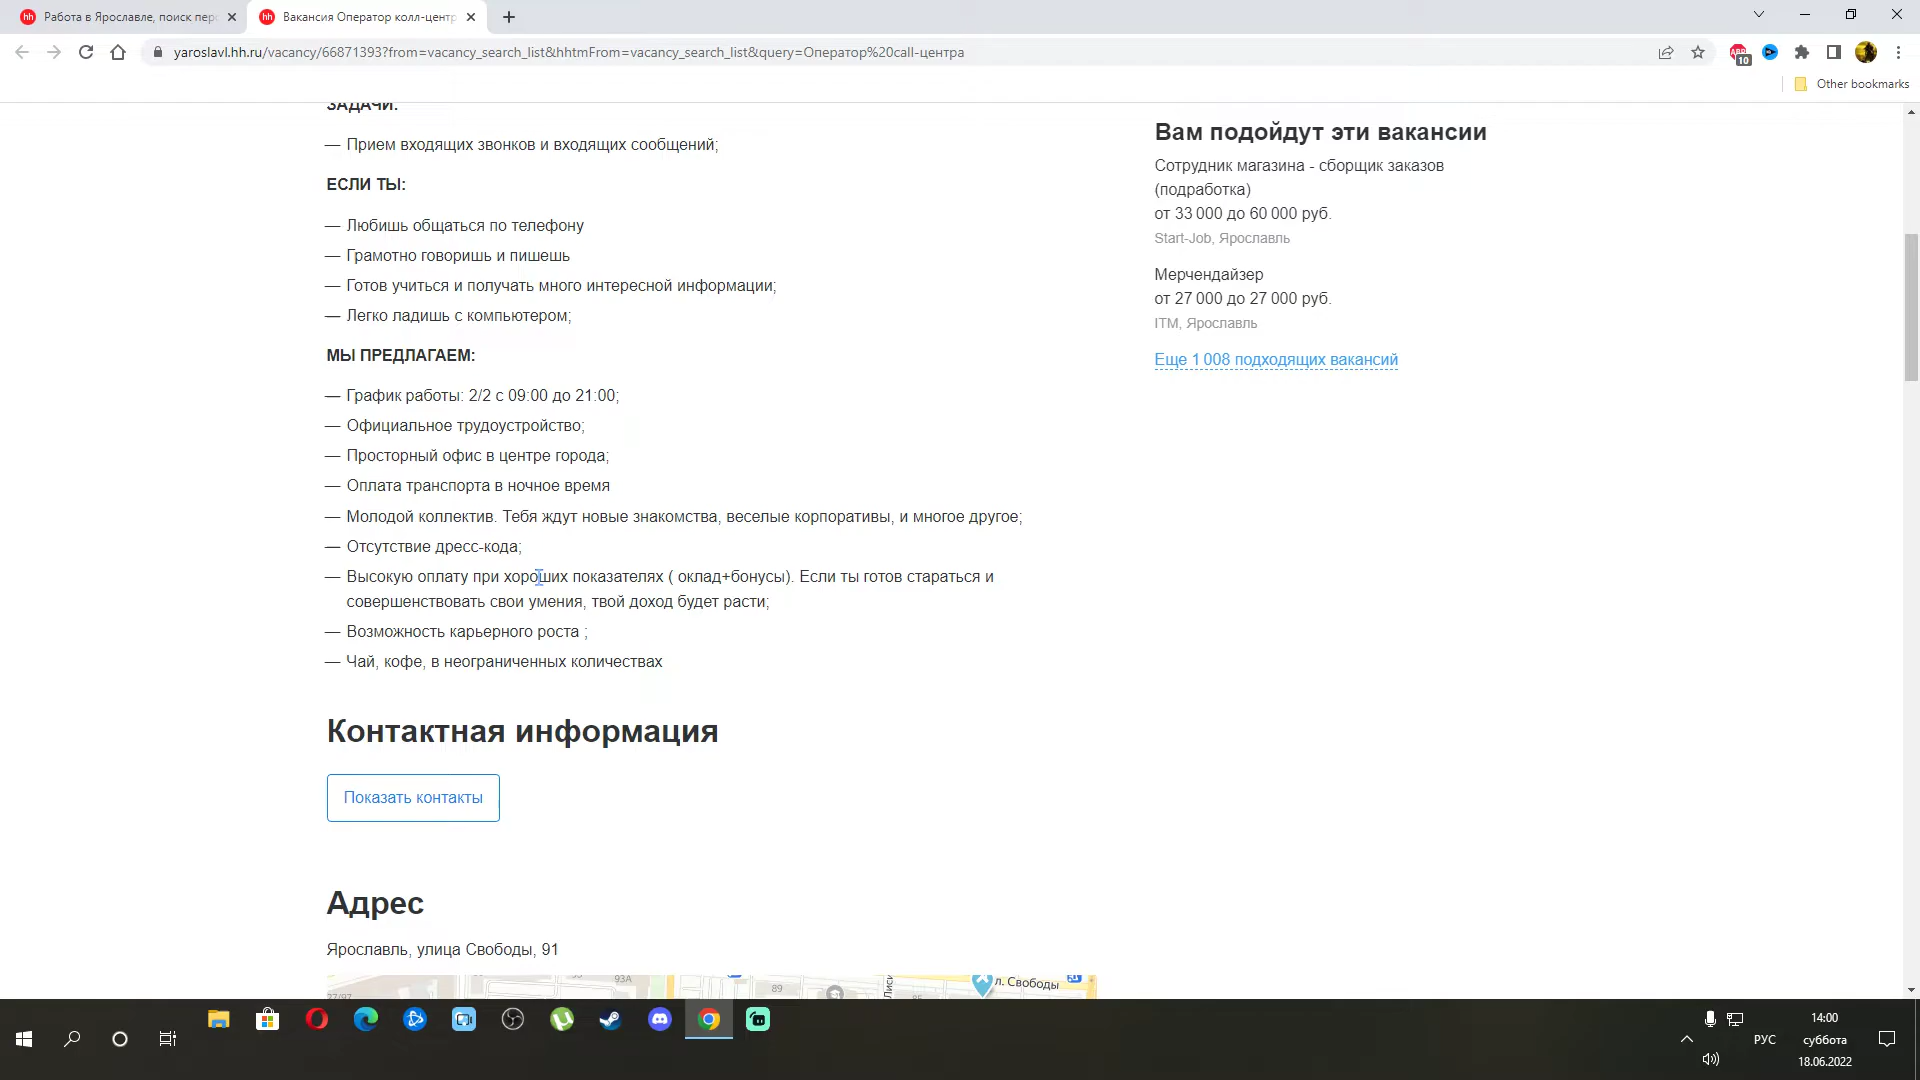 Работа в Ярославле, поиск пер
Вакансия Оператор колл-центр
yaroslavl.hh.ru/vacancy/66871393?from=vacancy_search_list&hhtmFrom=vacancy_search_list&query=Оператор%20call-центра
10
Other bookmarks
ЗАДАЧИ:
— Прием входящих звонков и входящих сообщений;
ЕСЛИ ТЫ:
— Любишь общаться по телефону
— Грамотно говоришь и пишешь
— Готов учиться и получать много интересной информации;
— Легко ладишь с компьютером;
МЫ ПРЕДЛАГАЕМ:
— График работы: 2/2 с 09:00 до 21:00;
— Официальное трудоустройство;
— Просторный офис в центре города;
— Оплата транспорта в ночное время
— Молодой коллектив. Тебя ждут новые знакомства, веселые корпоративы, и многое другое;
— Отсутствие дресс-кода;
— Высокую оплату при хороших показателях ( оклад+бонусы). Если ты готов стараться и
совершенствовать свои умения, твой доход будет расти;
— Возможность карьерного роста ;
— Чай, кофе, в неограниченных количествах
Контактная информация
Показать контакты
Адрес
Ярославль, улица Свободы, 91
93А
89
л. Свободы
Вам подойдут эти вакансии
Сотрудник магазина - сборщик заказов
(подработка)
от 33 000 до 60 000 руб.
Start-Job, Ярославль
Мерчендайзер
от 27 000 до 27 000 руб.
ITM, Ярославль
Еще 1 008 подходящих вакансий
РУС
14:00
суббота
18.06.2022